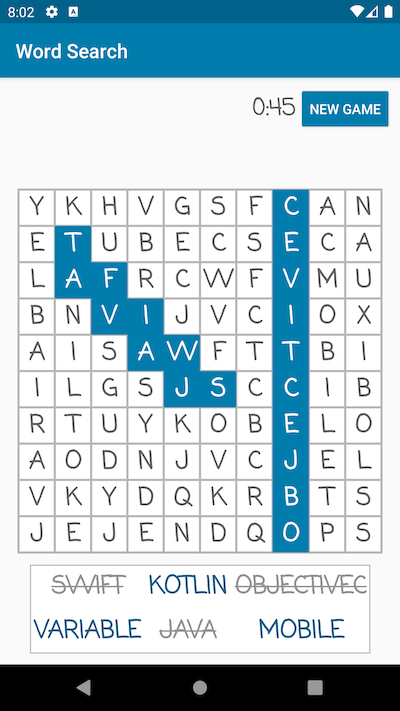 8:02 A
Word Search
0:45 NEW GAME
Y K H V G S F C A N
E T U B E C S E C A
L A F R C W F V M U
B N V I J V C I O X
A I S A W F T T B I
I L G S J S C C I B
R T U Y K O B E L O
A O D N J V C J E L
V K Y D Q K R B T S
J E J E N D Q O P S
SWIFT KOTLIN OBJECTIVEC
VARIABLE JAVA MOBILE